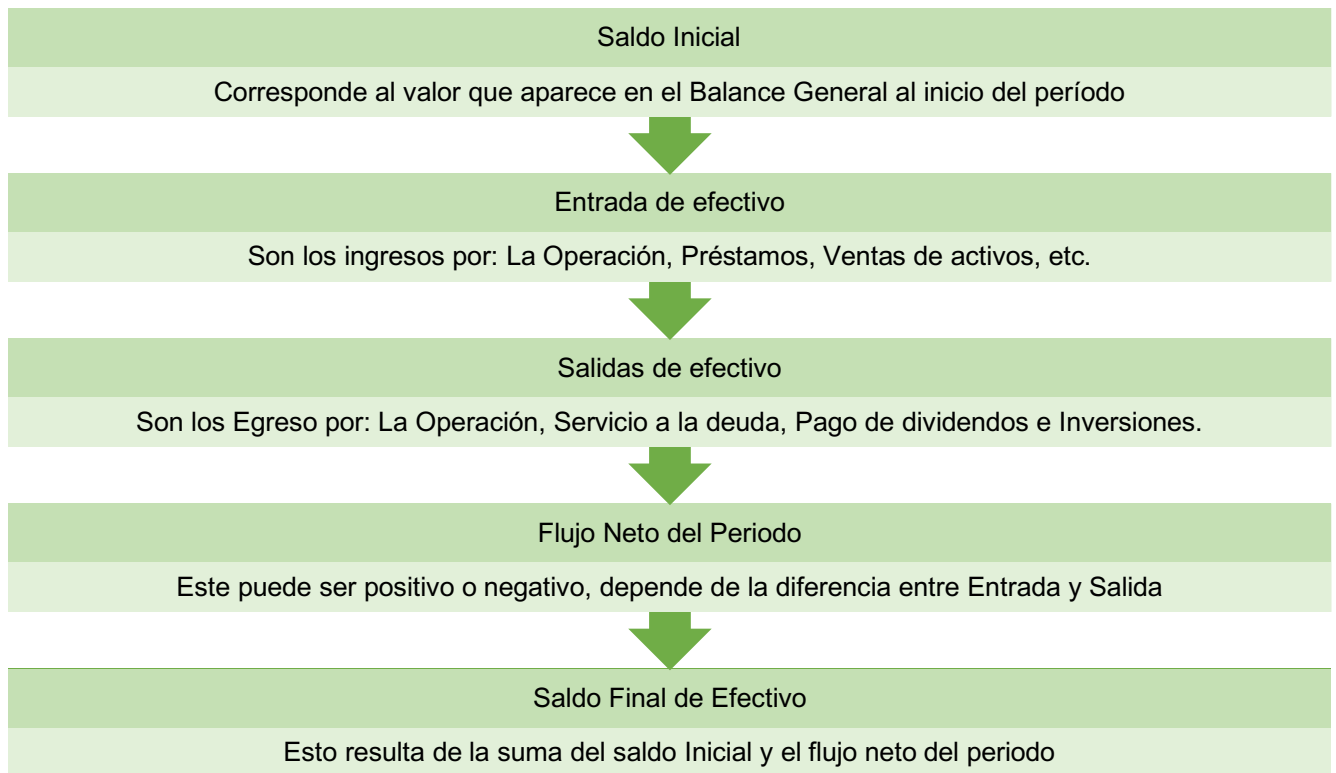 Saldo Inicial
Corresponde al valor que aparece en el Balance General al inicio del período
Entrada de efectivo
Son los ingresos por: La Operación, Préstamos, Ventas de activos, etc.
Salidas de efectivo
Son los Egreso por: La Operación, Servicio a la deuda, Pago de dividendos e Inversiones.
Flujo Neto del Periodo
Este puede ser positivo o negativo, depende de la diferencia entre Entrada y Salida
Saldo Final de Efectivo
Esto resulta de la suma del saldo Inicial y el flujo neto del periodo